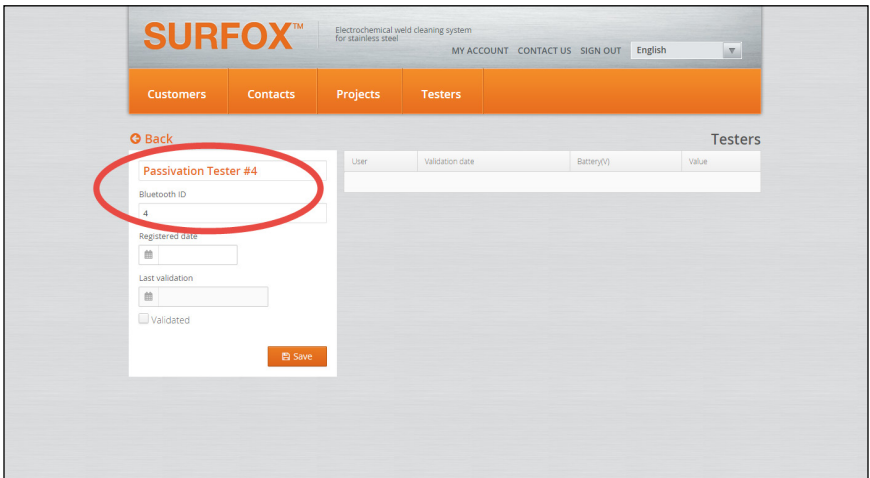 SURFOX™
Electrochemical weld cleaning system
for stainless steel
MY ACCOUNT CONTACT US SIGN OUT English
Customers Contacts Projects Testers
Back
Testers
Passivation Tester #4
Bluetooth ID
4
Registered date
Last validation
Validated
Save
User Validation date Battery(V) Value